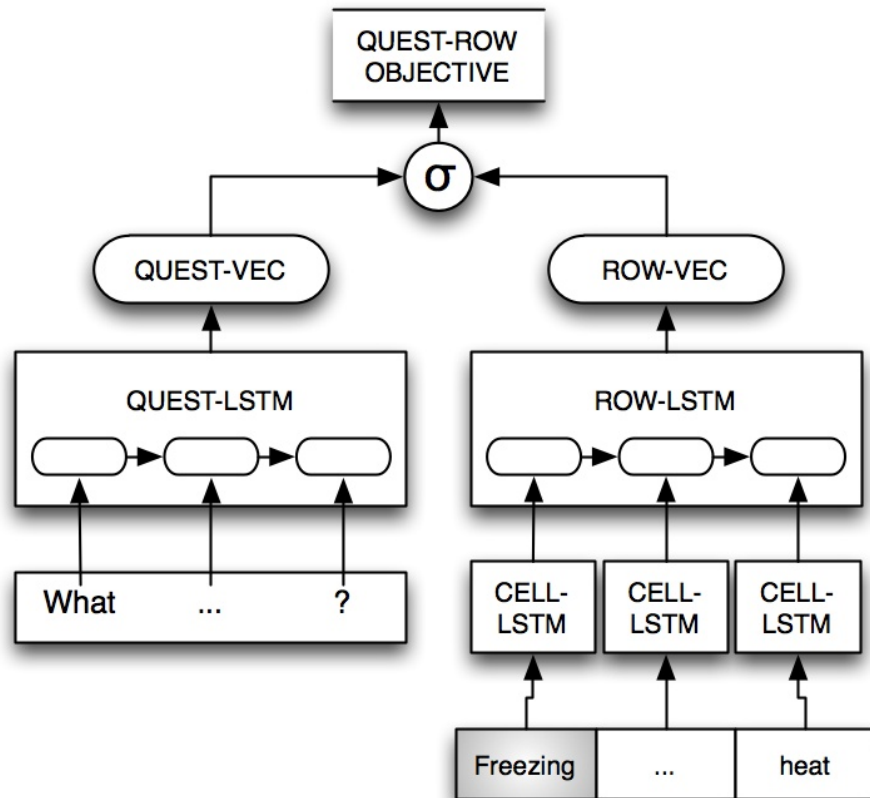 QUEST-ROW
OBJECTIVE
σ
QUEST-VEC
ROW-VEC
QUEST-LSTM
ROW-LSTM
What ... ?
CELL-
LSTM
CELL-
LSTM
CELL-
LSTM
Freezing ... heat